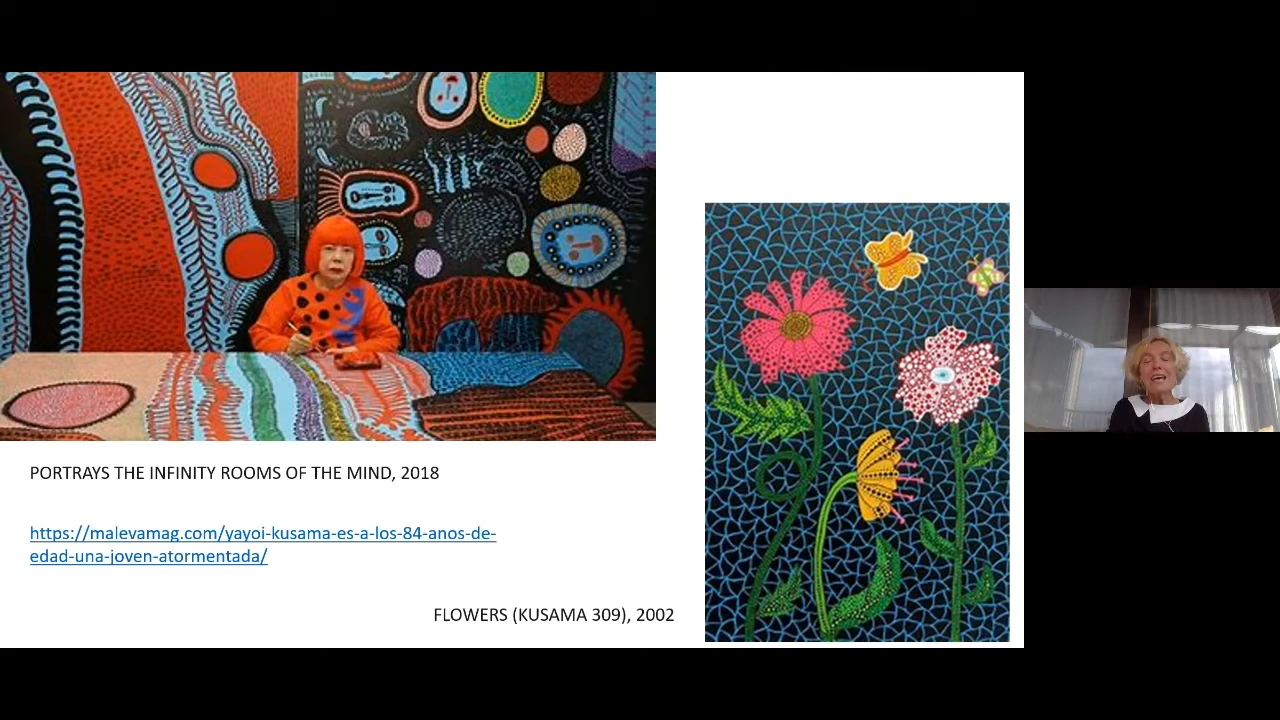 PORTRAYS THE INFINITY ROOMS OF THE MIND, 2018
https://malevamag.com/yayoi-kusama-es-a-los-84-anos-de-
edad-una-joven-atormentada/
FLOWERS (KUSAMA 309), 2002